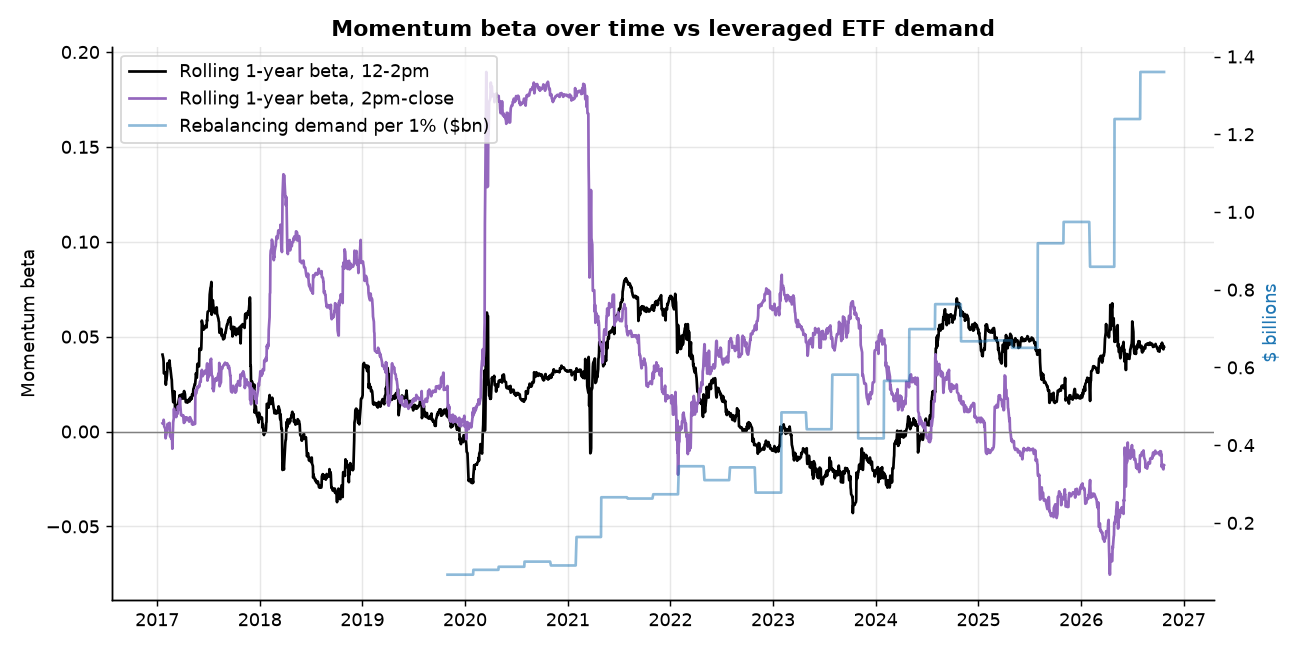 Momentum beta over time vs leveraged ETF demand
Rolling 1-year beta, 12-2pm
Rolling 1-year beta, 2pm-close
Rebalancing demand per 1% ($bn)
Momentum beta
0.20
0.15
0.10
0.05
0.00
−0.05
1.4
1.2
1.0
0.8
0.6
0.4
0.2
$ billions
2017 2018 2019 2020 2021 2022 2023 2024 2025 2026 2027